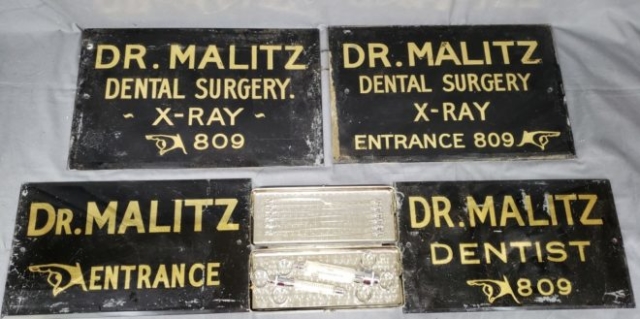 DR. MALITZ
DENTAL SURGERY.
~ X-RAY ~
809
DR. MALITZ
DENTAL SURGERY
X-RAY
ENTRANCE 809
DR. MALITZ
ENTRANCE
DR. MALITZ
DENTIST
809